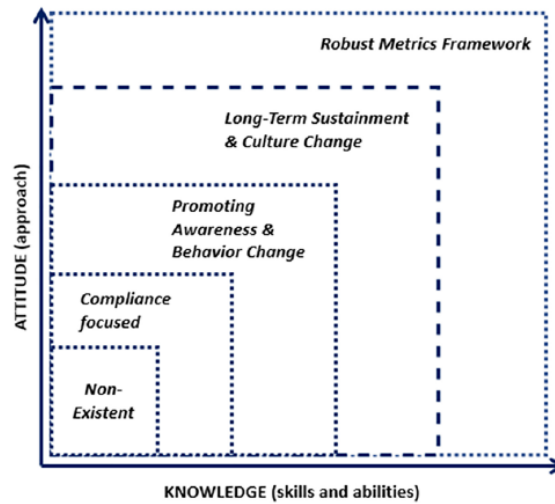 Robust Metrics Framework
Long-Term Sustainment
& Culture Change
Promoting
Awareness &
Behavior Change
Compliance
focused
Non-
Existent
ATTITUDE (approach)
KNOWLEDGE (skills and abilities)